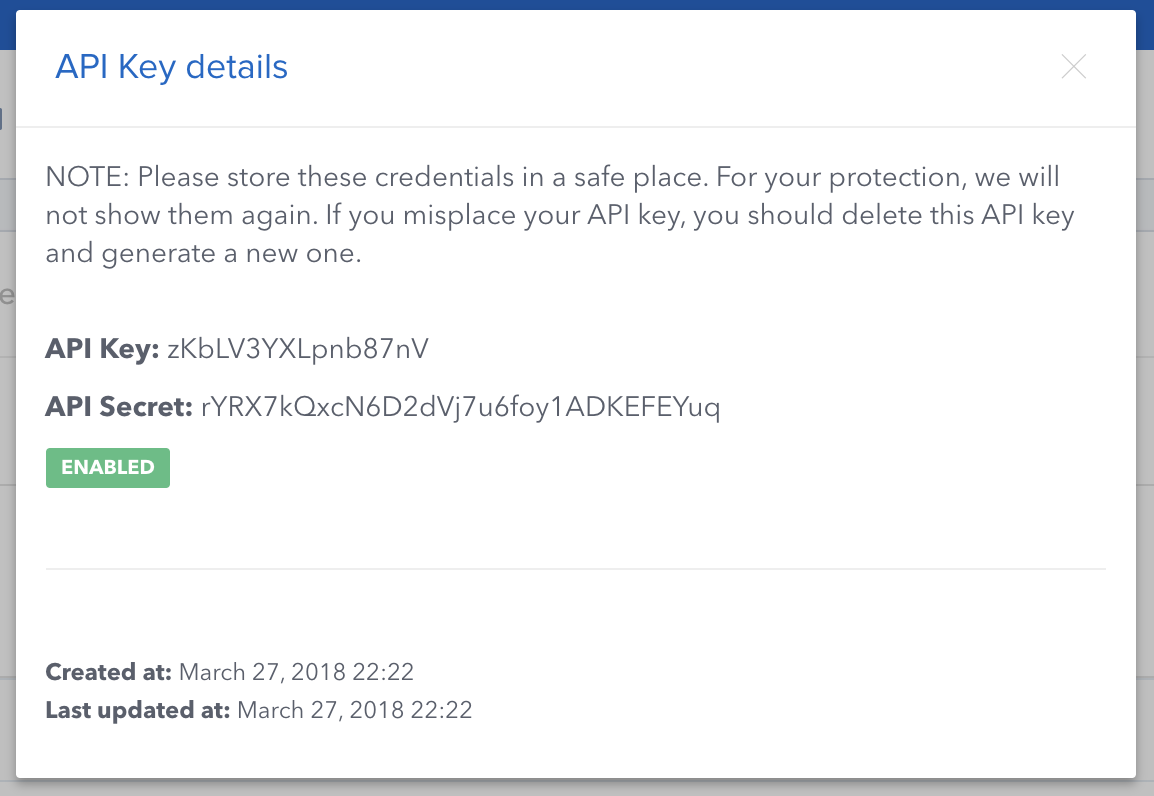 API Key details
NOTE: Please store these credentials in a safe place. For your protection, we will
not show them again. If you misplace your API key, you should delete this API key
and generate a new one.
API Key: zKbLV3YXLpnb87nV
API Secret: rYRX7kQxcN6D2dVj7u6foy1ADKEFEYuq
ENABLED
Created at: March 27, 2018 22:22
Last updated at: March 27, 2018 22:22